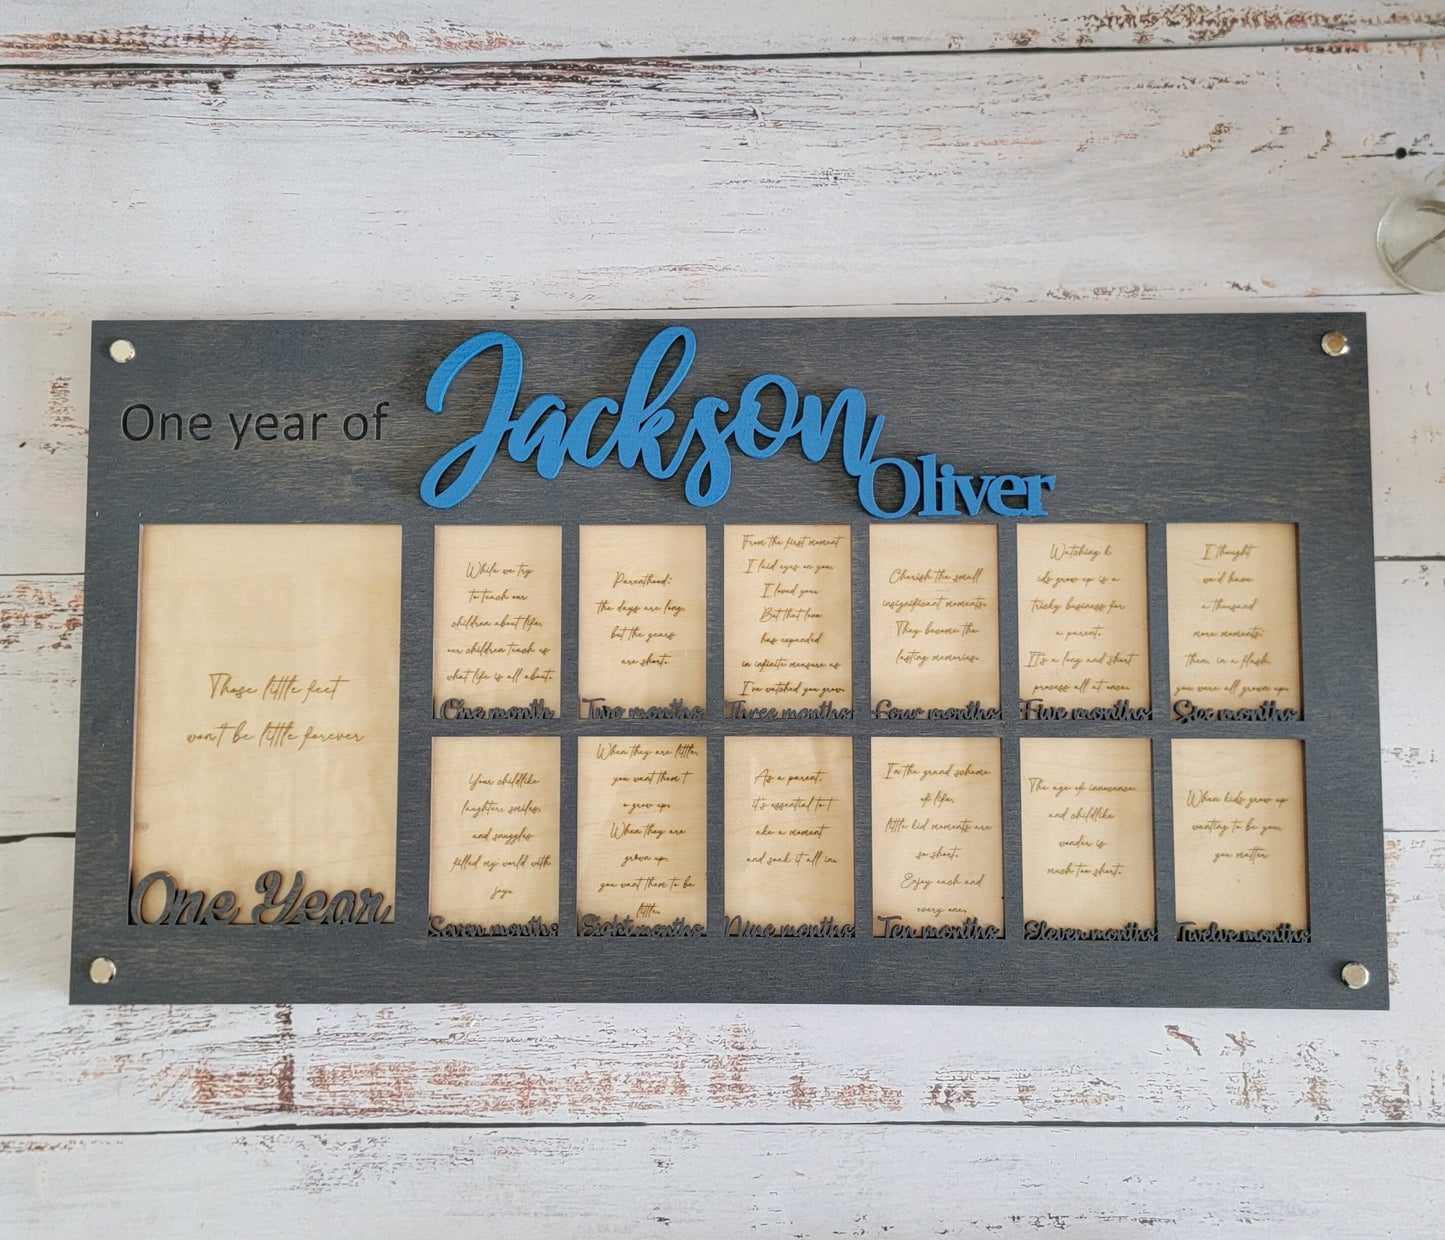 One year of Jackson Oliver
Those little feet
won't be little forever
One Year
While we try
to teach our
children about life,
our children teach us
what life is all about.
One month
Parenthood:
the days are long,
but the years
are short.
Two months
From the first moment
I laid eyes on you,
I loved you.
But that love
has expanded
in infinite measure as
I've watched you grow.
Three months
Cherish the small
insignificant moments.
They become the
lasting memories.
Four months
Watching k
ids grow up is a
tricky business for
a parent.
It's a long and short
process all at once.
Five months
I thought
we'd have
a thousand
more moments;
then, in a flash,
you were all grown up.
Six months
Your childlike
laughter, smiles,
and snuggles
filled my world with
joy.
Seven months
When they are little,
you want them t
o grow up.
When they are
grown up,
you want them to be
little.
Eight months
As a parent,
it's essential to t
ake a moment
and soak it all in.
Nine months
In the grand scheme
of life,
little kid moments are
so short.
Enjoy each and
every one.
Ten months
The age of innocence
and childlike
wonder is
much too short.
Eleven months
When kids grow up
wanting to be you,
you matter
Twelve months